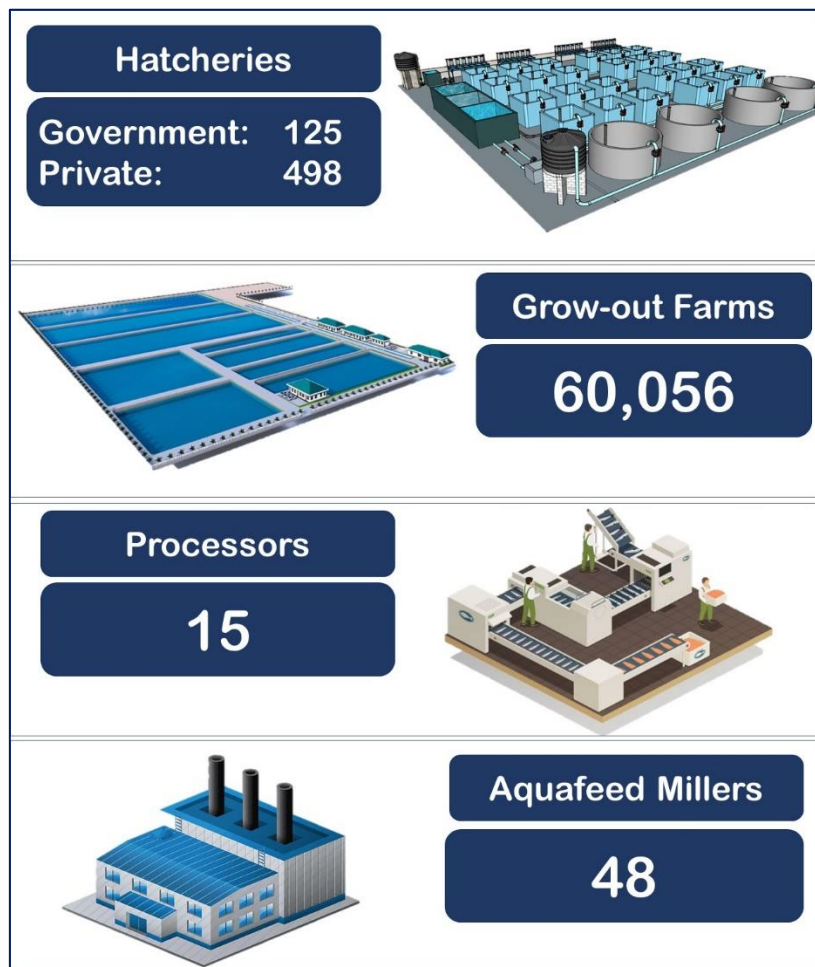 Hatcheries
Government: 125
Private: 498
Grow-out Farms
60,056
Processors
15
Aquafeed Millers
48